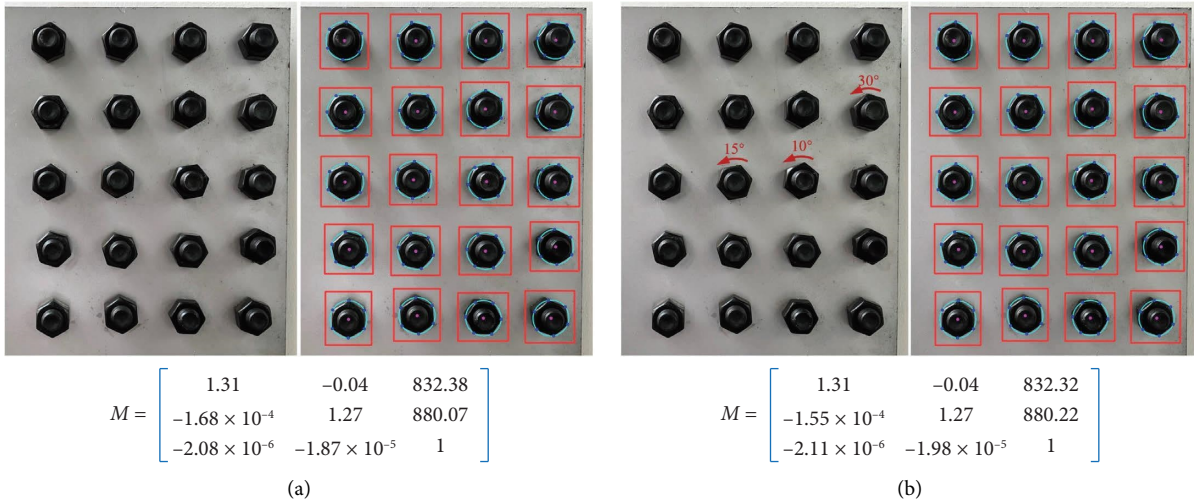 30°
15° 10°
M = [ 1.31 –0.04 832.38
–1.68 × 10⁻⁴ 1.27 880.07
–2.08 × 10⁻⁶ –1.87 × 10⁻⁵ 1 ]
(a)
M = [ 1.31 –0.04 832.32
–1.55 × 10⁻⁴ 1.27 880.22
–2.11 × 10⁻⁶ –1.98 × 10⁻⁵ 1 ]
(b)